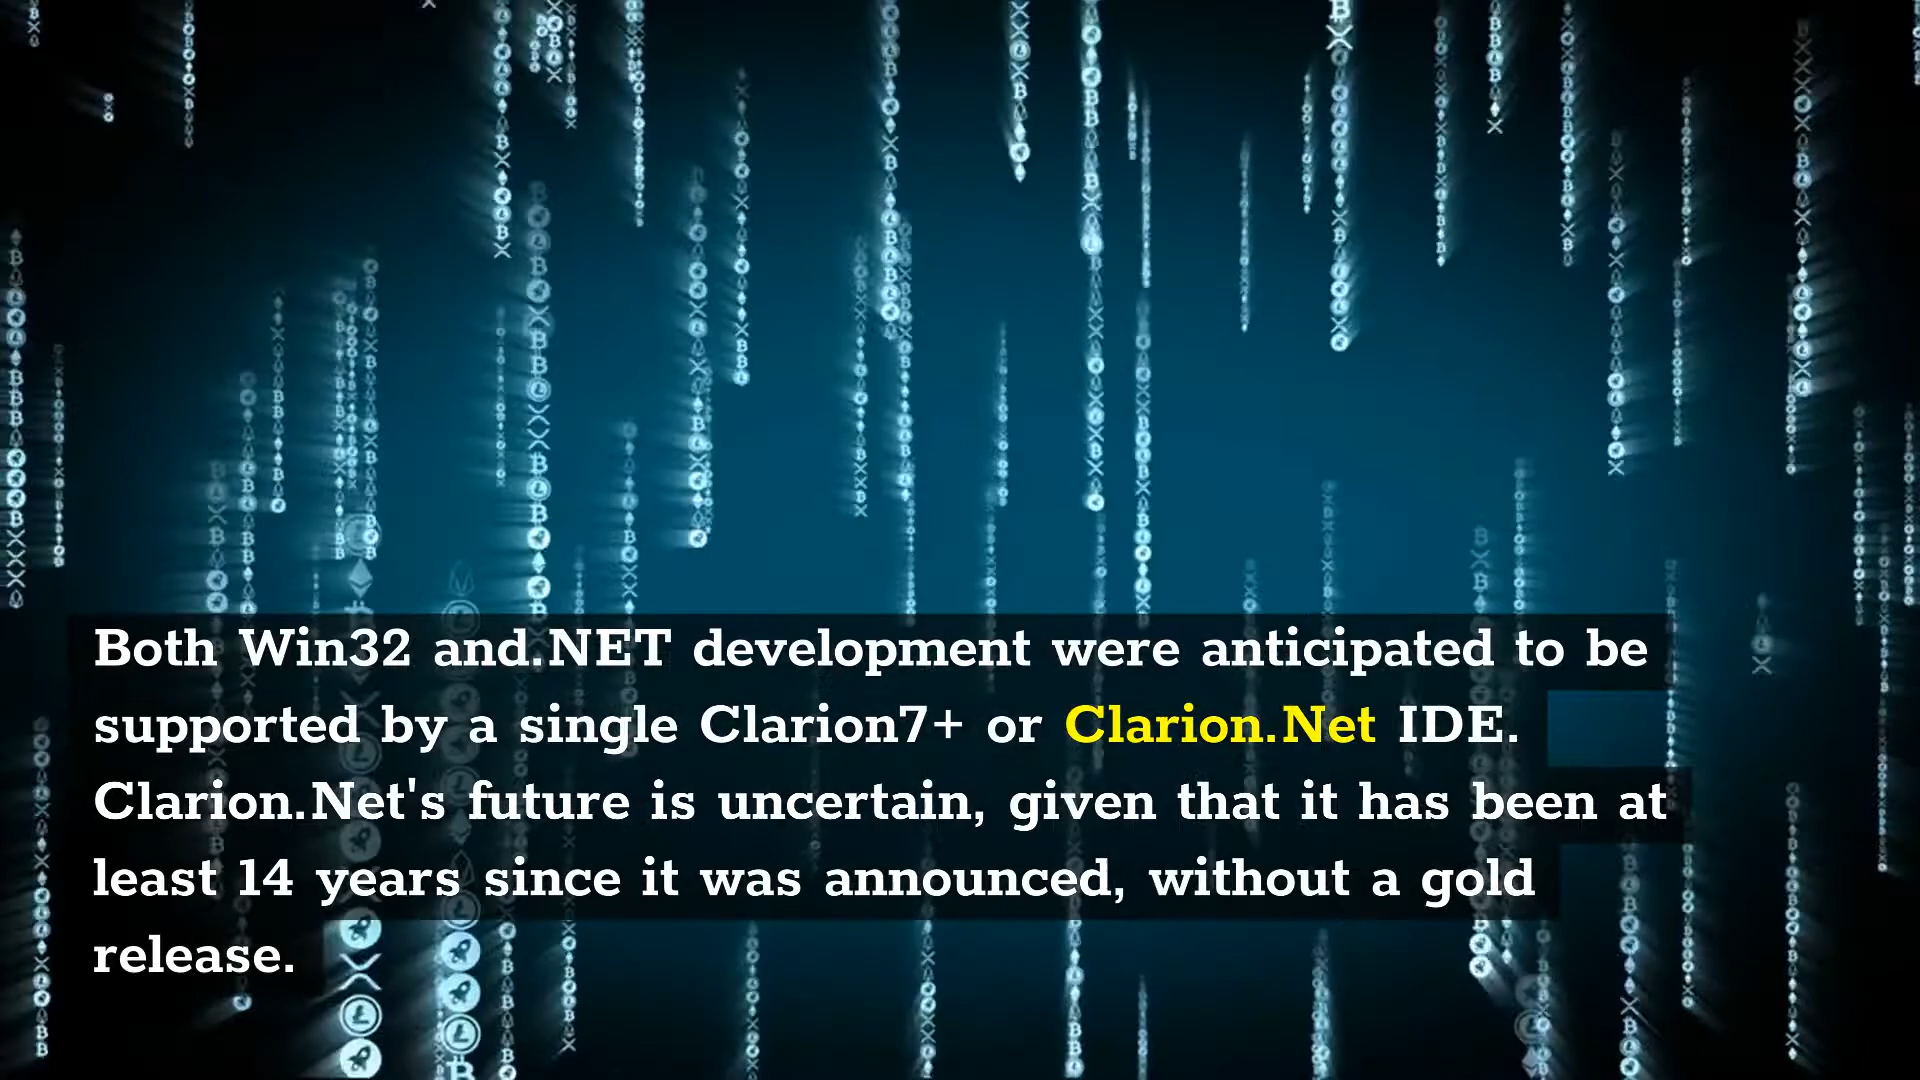 Both Win32 and.NET development were anticipated to be
supported by a single Clarion7+ or Clarion.Net IDE.
Clarion.Net's future is uncertain, given that it has been at
least 14 years since it was announced, without a gold
release.